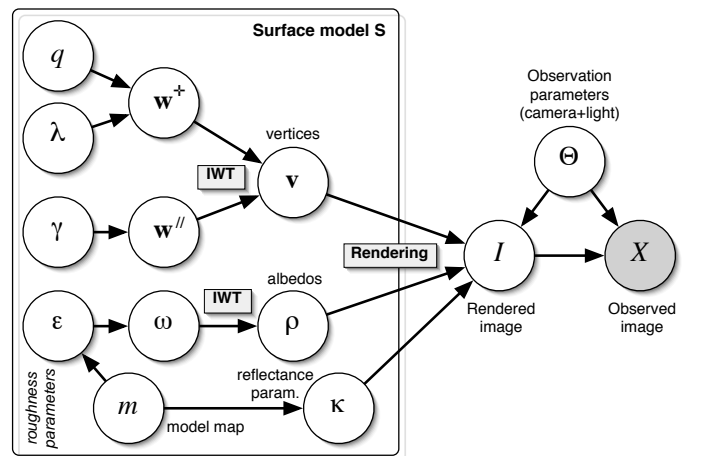 Surface model S
q
w⊹
λ
vertices
IWT
v
γ
w//
Observation
parameters
(camera+light)
Θ
Rendering
I
X
Rendered
image
Observed
image
albedos
IWT
ε
ω
ρ
reflectance
param.
m
κ
model map
roughness
parameters